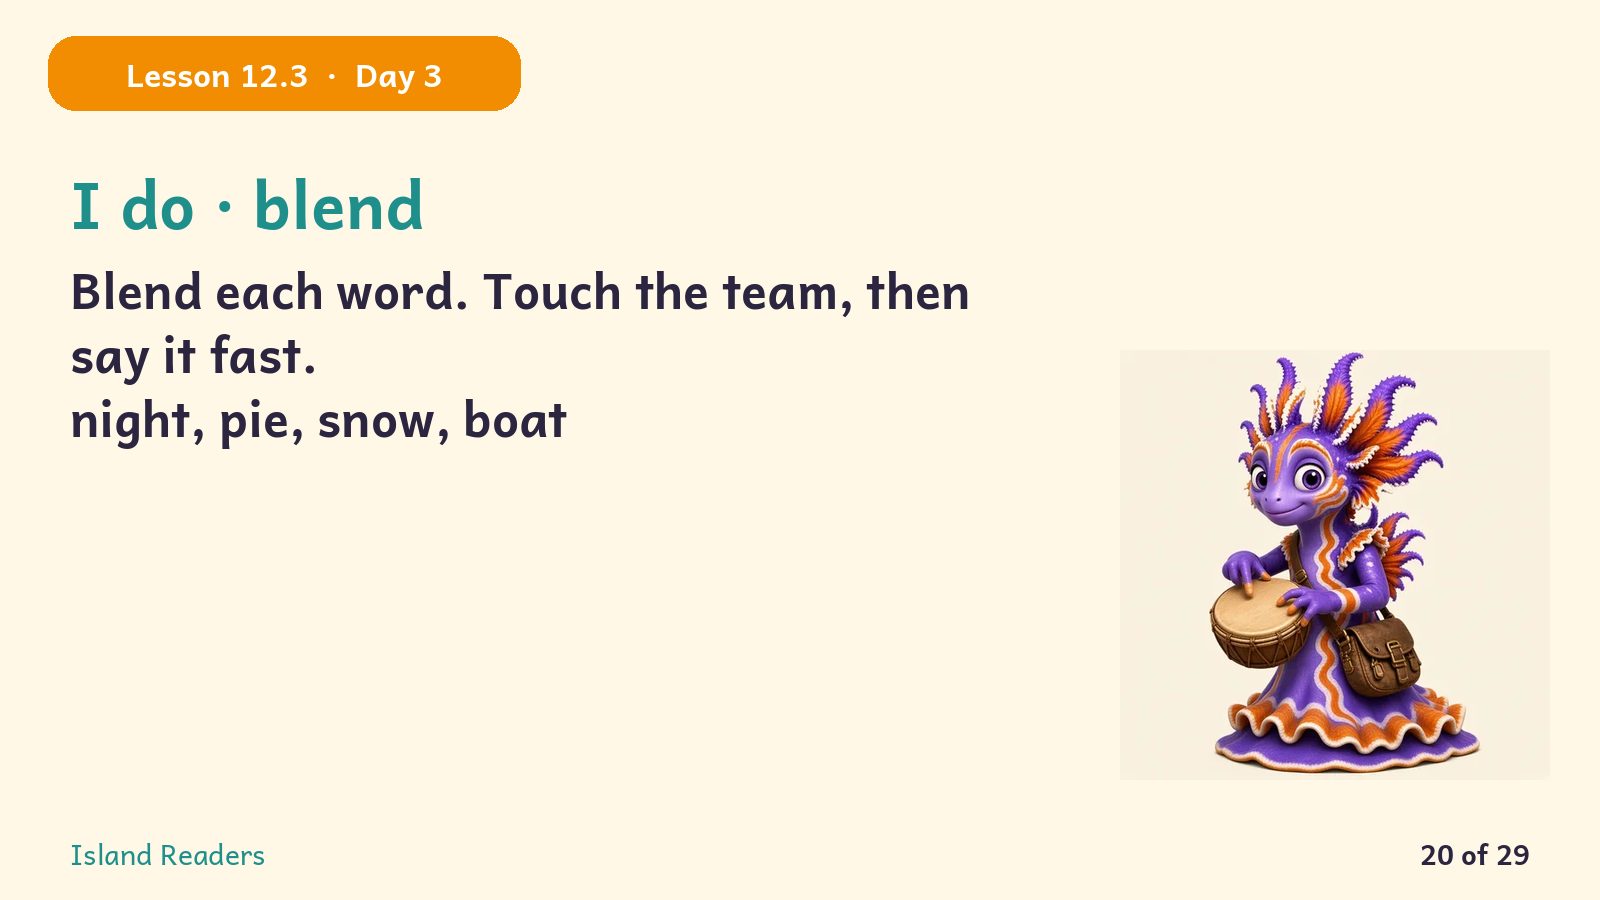 Lesson 12.3 · Day 3
I do · blend
Blend each word. Touch the team, then
say it fast.
night, pie, snow, boat
Island Readers
20 of 29